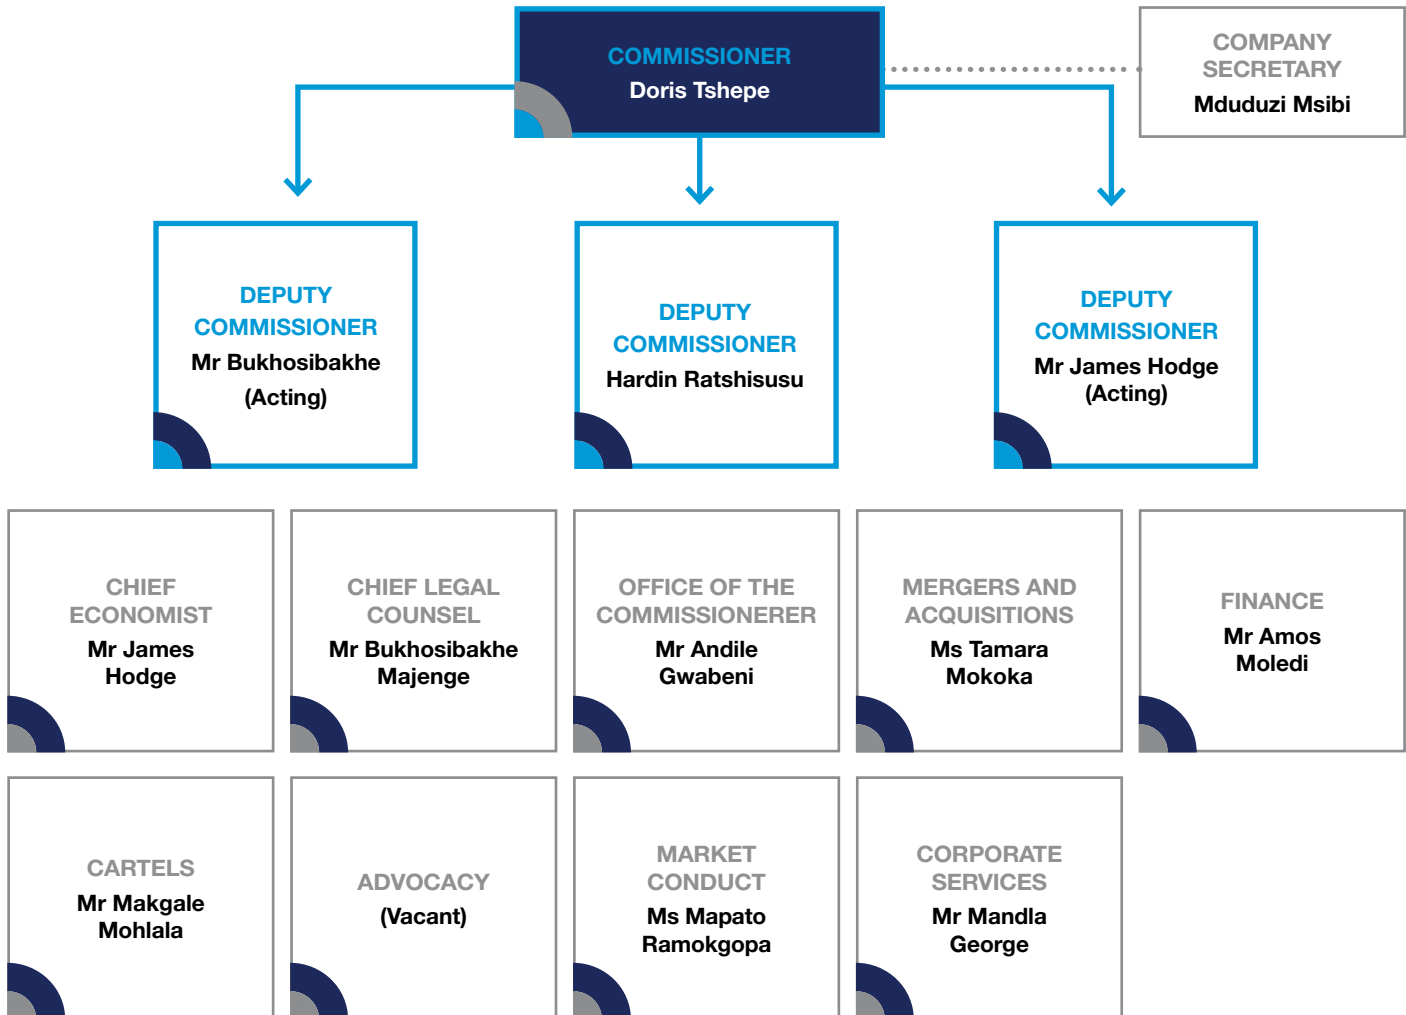 COMMISSIONER
Doris Tshepe
COMPANY
SECRETARY
Mduduzi Msibi
DEPUTY
COMMISSIONER
Mr Bukhosibakhe
(Acting)
DEPUTY
COMMISSIONER
Hardin Ratshisusu
DEPUTY
COMMISSIONER
Mr James Hodge
(Acting)
CHIEF
ECONOMIST
Mr James
Hodge
CHIEF LEGAL
COUNSEL
Mr Bukhosibakhe
Majenge
OFFICE OF THE
COMMISSIONERER
Mr Andile
Gwabeni
MERGERS AND
ACQUISITIONS
Ms Tamara
Mokoka
FINANCE
Mr Amos
Moledi
CARTELS
Mr Makgale
Mohlala
ADVOCACY
(Vacant)
MARKET
CONDUCT
Ms Mapato
Ramokgopa
CORPORATE
SERVICES
Mr Mandla
George